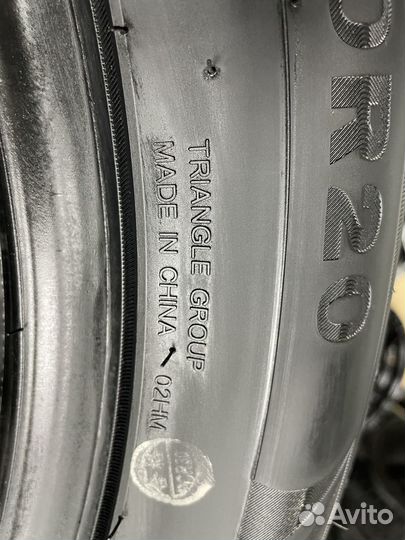 TRIANGLE GROUP
MADE IN CHINA 02HM
R20
Avito